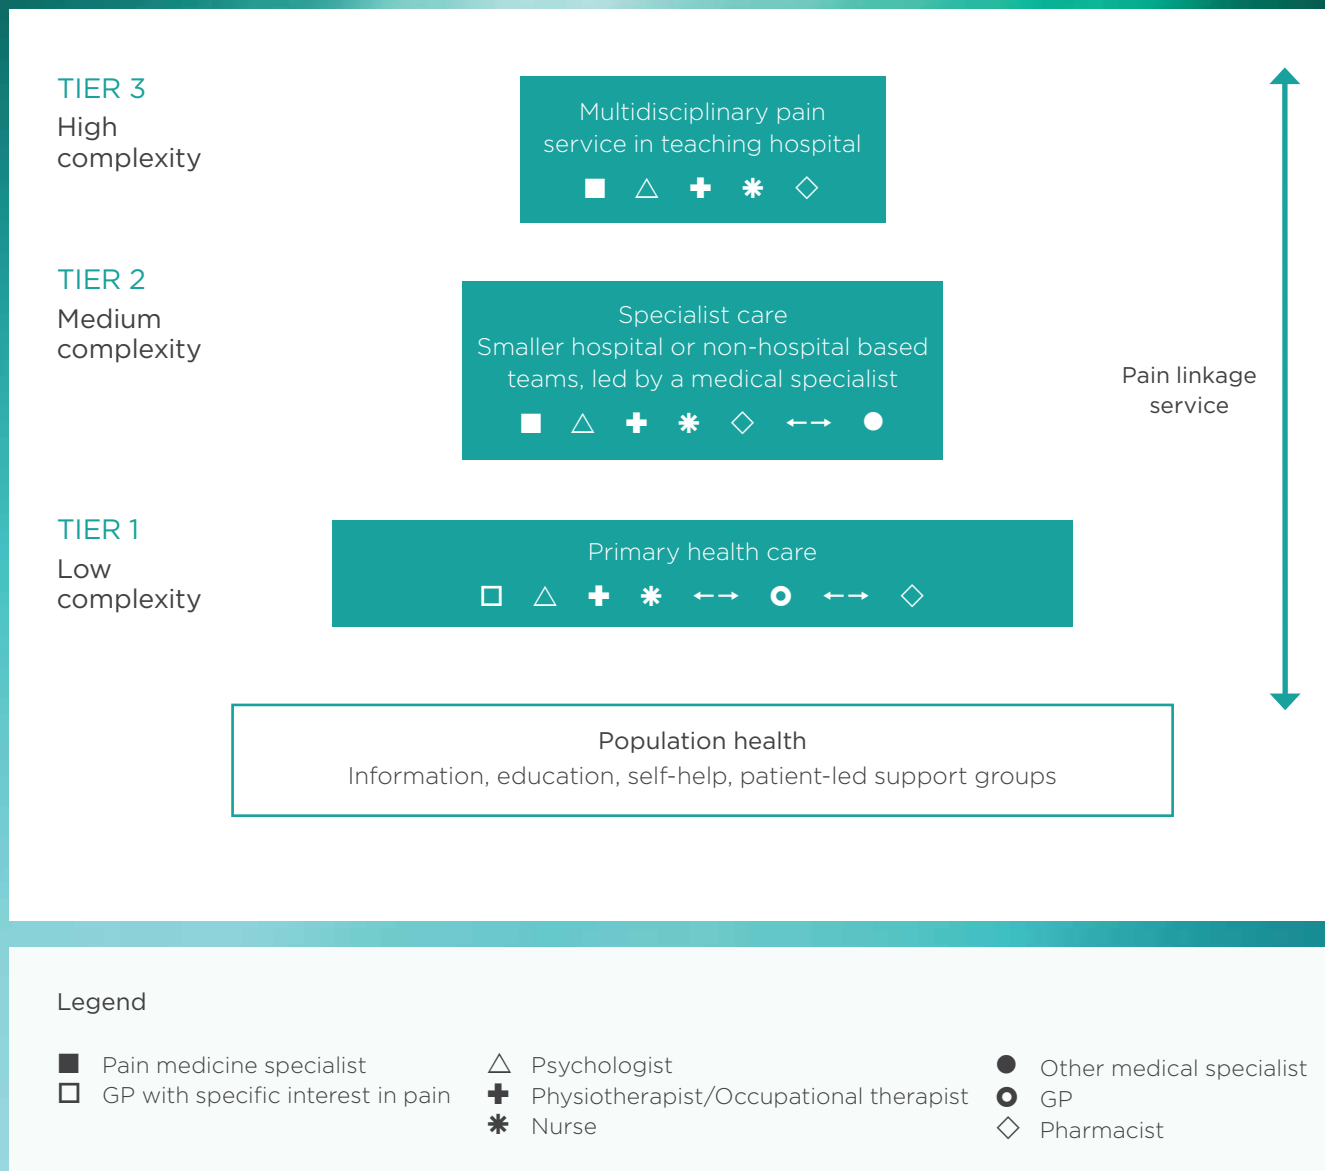 TIER 3
High
complexity
Multidisciplinary pain
service in teaching hospital
TIER 2
Medium
complexity
Specialist care
Smaller hospital or non-hospital based
teams, led by a medical specialist
Pain linkage
service
TIER 1
Low
complexity
Primary health care
Population health
Information, education, self-help, patient-led support groups
Legend
Pain medicine specialist
GP with specific interest in pain
Psychologist
Physiotherapist/Occupational therapist
Nurse
Other medical specialist
GP
Pharmacist